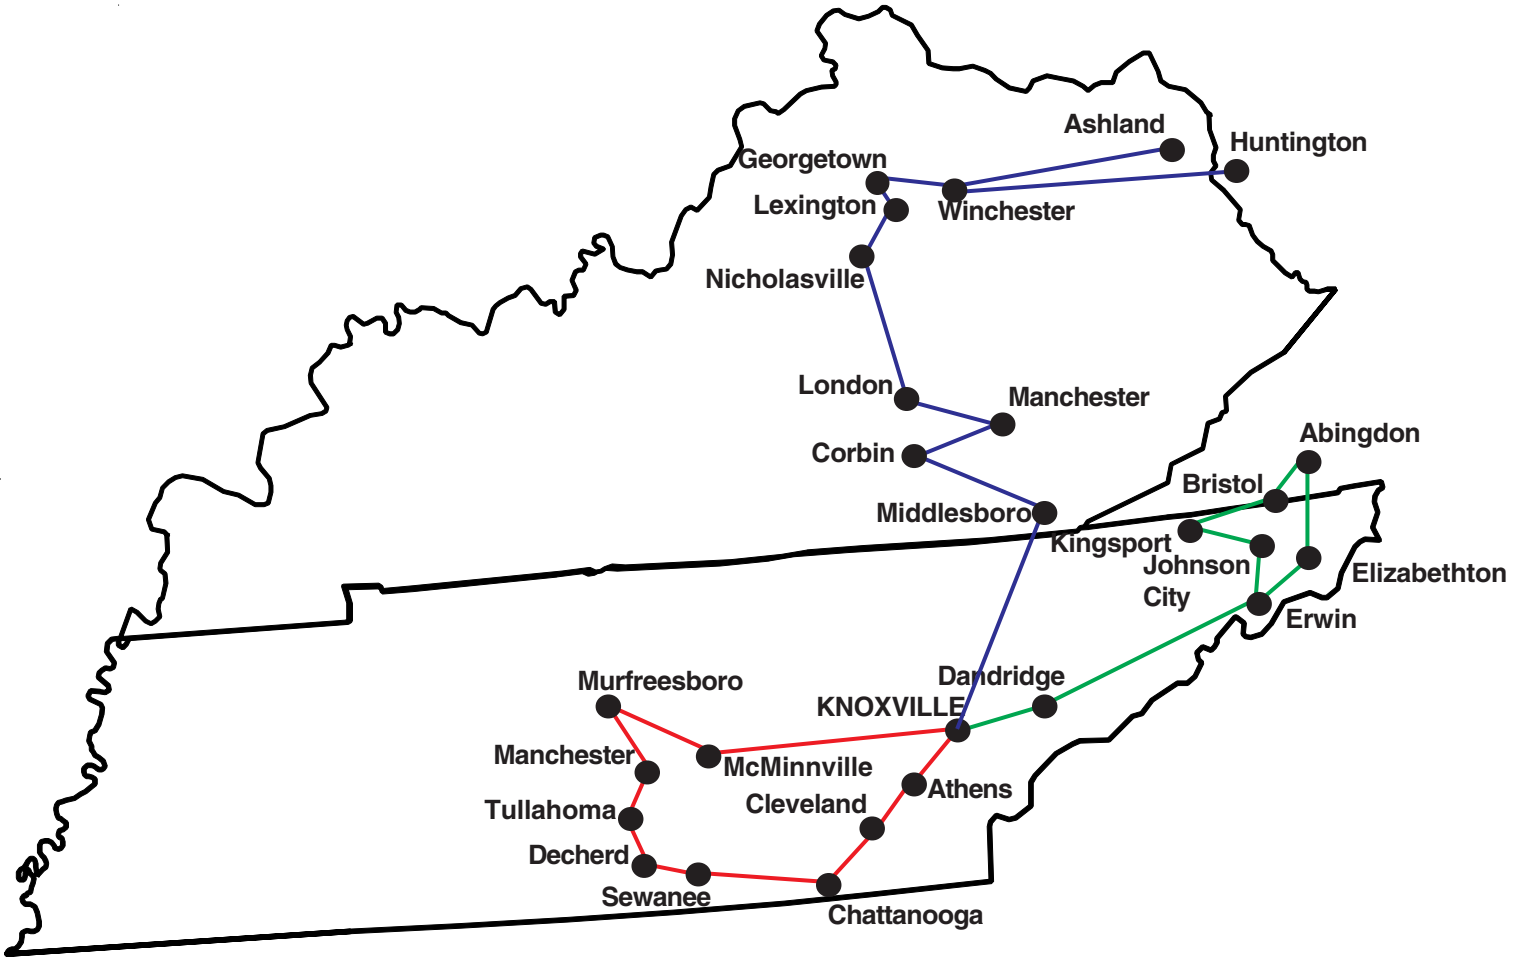 Ashland
Huntington
Georgetown
Lexington
Winchester
Nicholasville
London
Manchester
Corbin
Abingdon
Bristol
Middlesboro
Kingsport
Johnson
City
Elizabethton
Erwin
Dandridge
Murfreesboro
KNOXVILLE
Manchester
McMinnville
Athens
Cleveland
Tullahoma
Decherd
Sewanee
Chattanooga